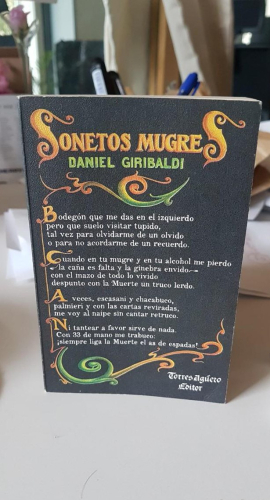 SONETOS MUGRES
DANIEL GIRIBALDI
Bodegón que me das en el izquierdo
pero que suelo visitar tupido,
tal vez para olvidarme de un olvido
o para no acordarme de un recuerdo.
Cuando en tu mugre y en tu alcohol me pierdo
—la caña es falta y la ginebra envido—
con el mazo de todo lo vivido
despunto con la Muerte un truco lerdo.
A veces, escasani y chacabuco,
palmieri y con las cartas reviradas,
me voy al naipe sin cantar retruco.
Ni tantear a favor sirve de nada.
Con 33 de mano me trabuco:
¡siempre liga la Muerte el as de espadas!
Torres Agüero
Editor